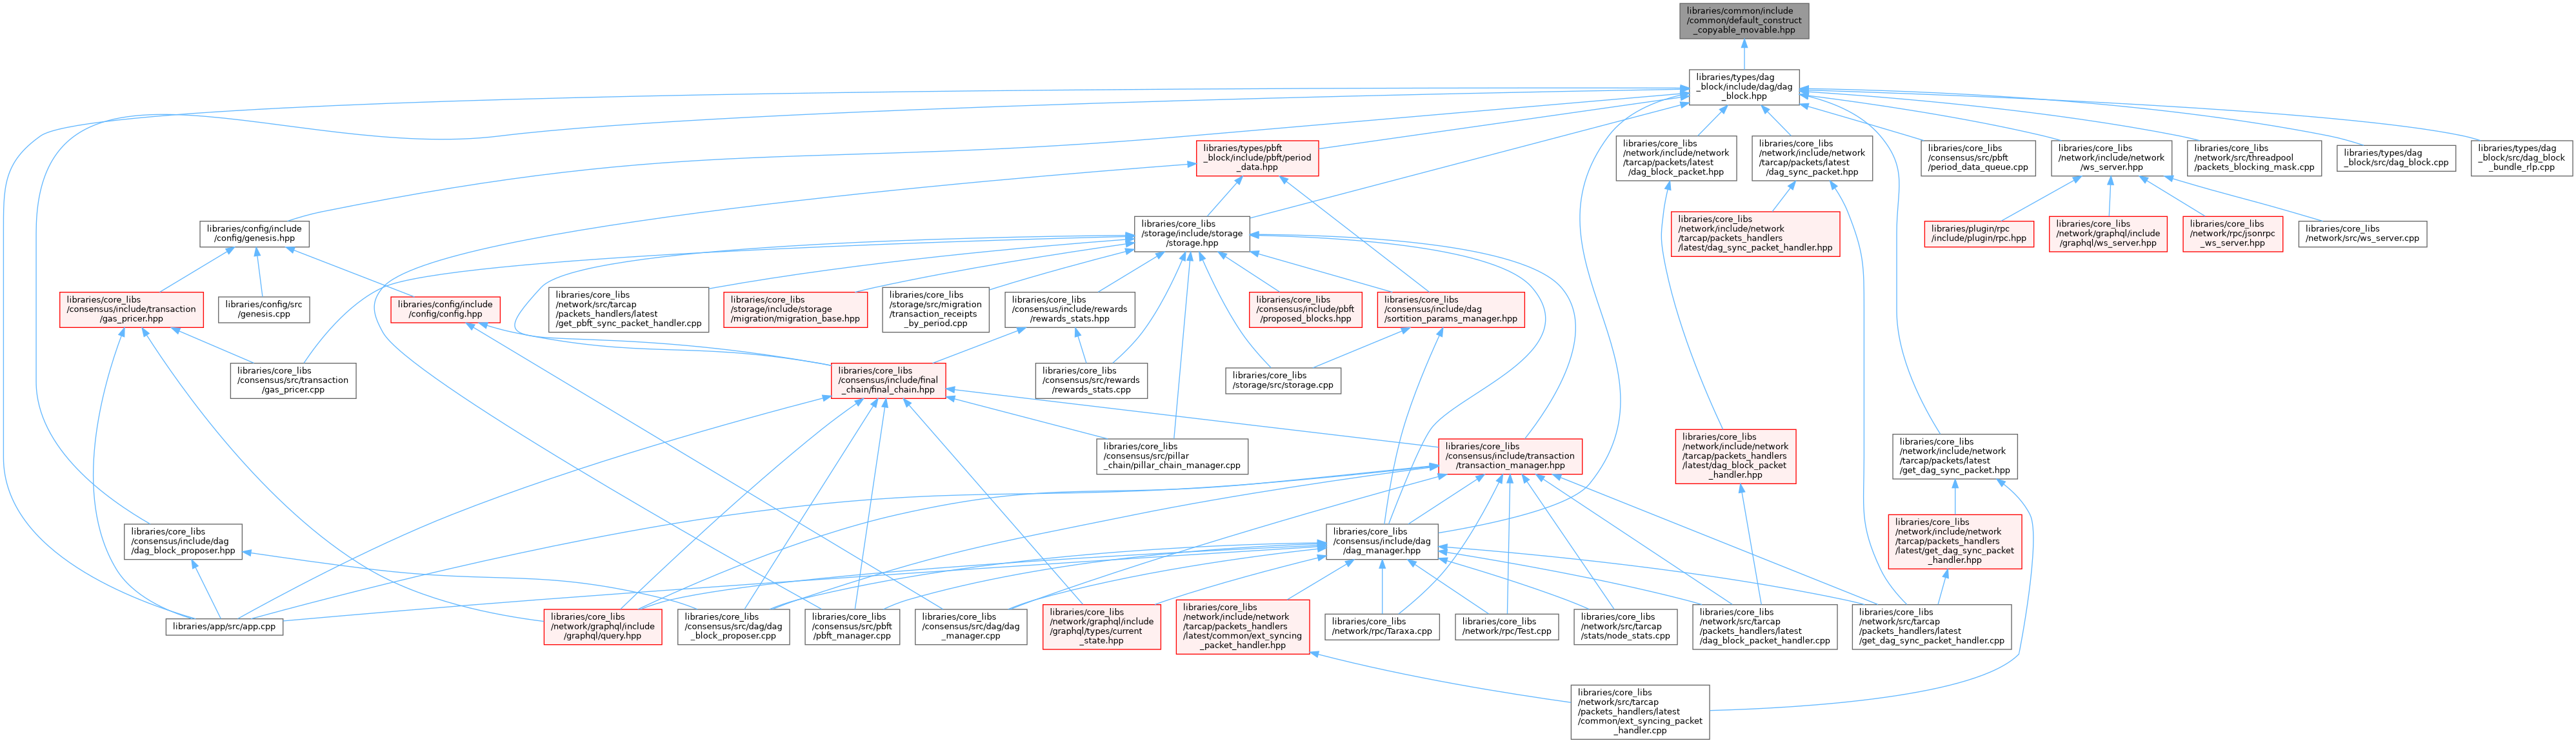 libraries/common/include
/common/default_construct
_copyable_movable.hpp
libraries/types/dag
_block/include/dag/dag
_block.hpp
libraries/types/pbft
_block/include/pbft/period
_data.hpp
libraries/core_libs
/network/include/network
/tarcap/packets/latest
/dag_block_packet.hpp
libraries/core_libs
/network/include/network
/tarcap/packets/latest
/dag_sync_packet.hpp
libraries/core_libs
/consensus/src/pbft
/period_data_queue.cpp
libraries/core_libs
/network/include/network
/ws_server.hpp
libraries/core_libs
/network/src/threadpool
/packets_blocking_mask.cpp
libraries/types/dag
_block/src/dag_block.cpp
libraries/types/dag
_block/src/dag_block
_bundle_rlp.cpp
libraries/config/include
/config/genesis.hpp
libraries/core_libs
/storage/include/storage
/storage.hpp
libraries/core_libs
/network/include/network
/tarcap/packets_handlers
/latest/dag_sync_packet_handler.hpp
libraries/plugin/rpc
/include/plugin/rpc.hpp
libraries/core_libs
/network/graphql/include
/graphql/ws_server.hpp
libraries/core_libs
/network/rpc/jsonrpc
_ws_server.hpp
libraries/core_libs
/network/src/ws_server.cpp
libraries/core_libs
/consensus/include/transaction
/gas_pricer.hpp
libraries/config/src
/genesis.cpp
libraries/config/include
/config/config.hpp
libraries/core_libs
/network/src/tarcap
/packets_handlers/latest
/get_pbft_sync_packet_handler.cpp
libraries/core_libs
/storage/include/storage
/migration/migration_base.hpp
libraries/core_libs
/storage/src/migration
/transaction_receipts
_by_period.cpp
libraries/core_libs
/consensus/include/rewards
/rewards_stats.hpp
libraries/core_libs
/consensus/include/pbft
/proposed_blocks.hpp
libraries/core_libs
/consensus/include/dag
/sortition_params_manager.hpp
libraries/core_libs
/consensus/src/transaction
/gas_pricer.cpp
libraries/core_libs
/consensus/include/final
_chain/final_chain.hpp
libraries/core_libs
/consensus/src/rewards
/rewards_stats.cpp
libraries/core_libs
/storage/src/storage.cpp
libraries/core_libs
/consensus/src/pillar
_chain/pillar_chain_manager.cpp
libraries/core_libs
/consensus/include/transaction
/transaction_manager.hpp
libraries/core_libs
/network/include/network
/tarcap/packets_handlers
/latest/dag_block_packet
_handler.hpp
libraries/core_libs
/network/include/network
/tarcap/packets/latest
/get_dag_sync_packet.hpp
libraries/core_libs
/consensus/include/dag
/dag_block_proposer.hpp
libraries/core_libs
/consensus/include/dag
/dag_manager.hpp
libraries/core_libs
/network/include/network
/tarcap/packets_handlers
/latest/get_dag_sync_packet
_handler.hpp
libraries/app/src/app.cpp
libraries/core_libs
/network/graphql/include
/graphql/query.hpp
libraries/core_libs
/consensus/src/dag/dag
_block_proposer.cpp
libraries/core_libs
/consensus/src/pbft
/pbft_manager.cpp
libraries/core_libs
/consensus/src/dag/dag
_manager.cpp
libraries/core_libs
/network/graphql/include
/graphql/types/current
_state.hpp
libraries/core_libs
/network/include/network
/tarcap/packets_handlers
/latest/common/ext_syncing
_packet_handler.hpp
libraries/core_libs
/network/rpc/Taraxa.cpp
libraries/core_libs
/network/rpc/Test.cpp
libraries/core_libs
/network/src/tarcap
/stats/node_stats.cpp
libraries/core_libs
/network/src/tarcap
/packets_handlers/latest
/dag_block_packet_handler.cpp
libraries/core_libs
/network/src/tarcap
/packets_handlers/latest
/get_dag_sync_packet_handler.cpp
libraries/core_libs
/network/src/tarcap
/packets_handlers/latest
/common/ext_syncing_packet
_handler.cpp